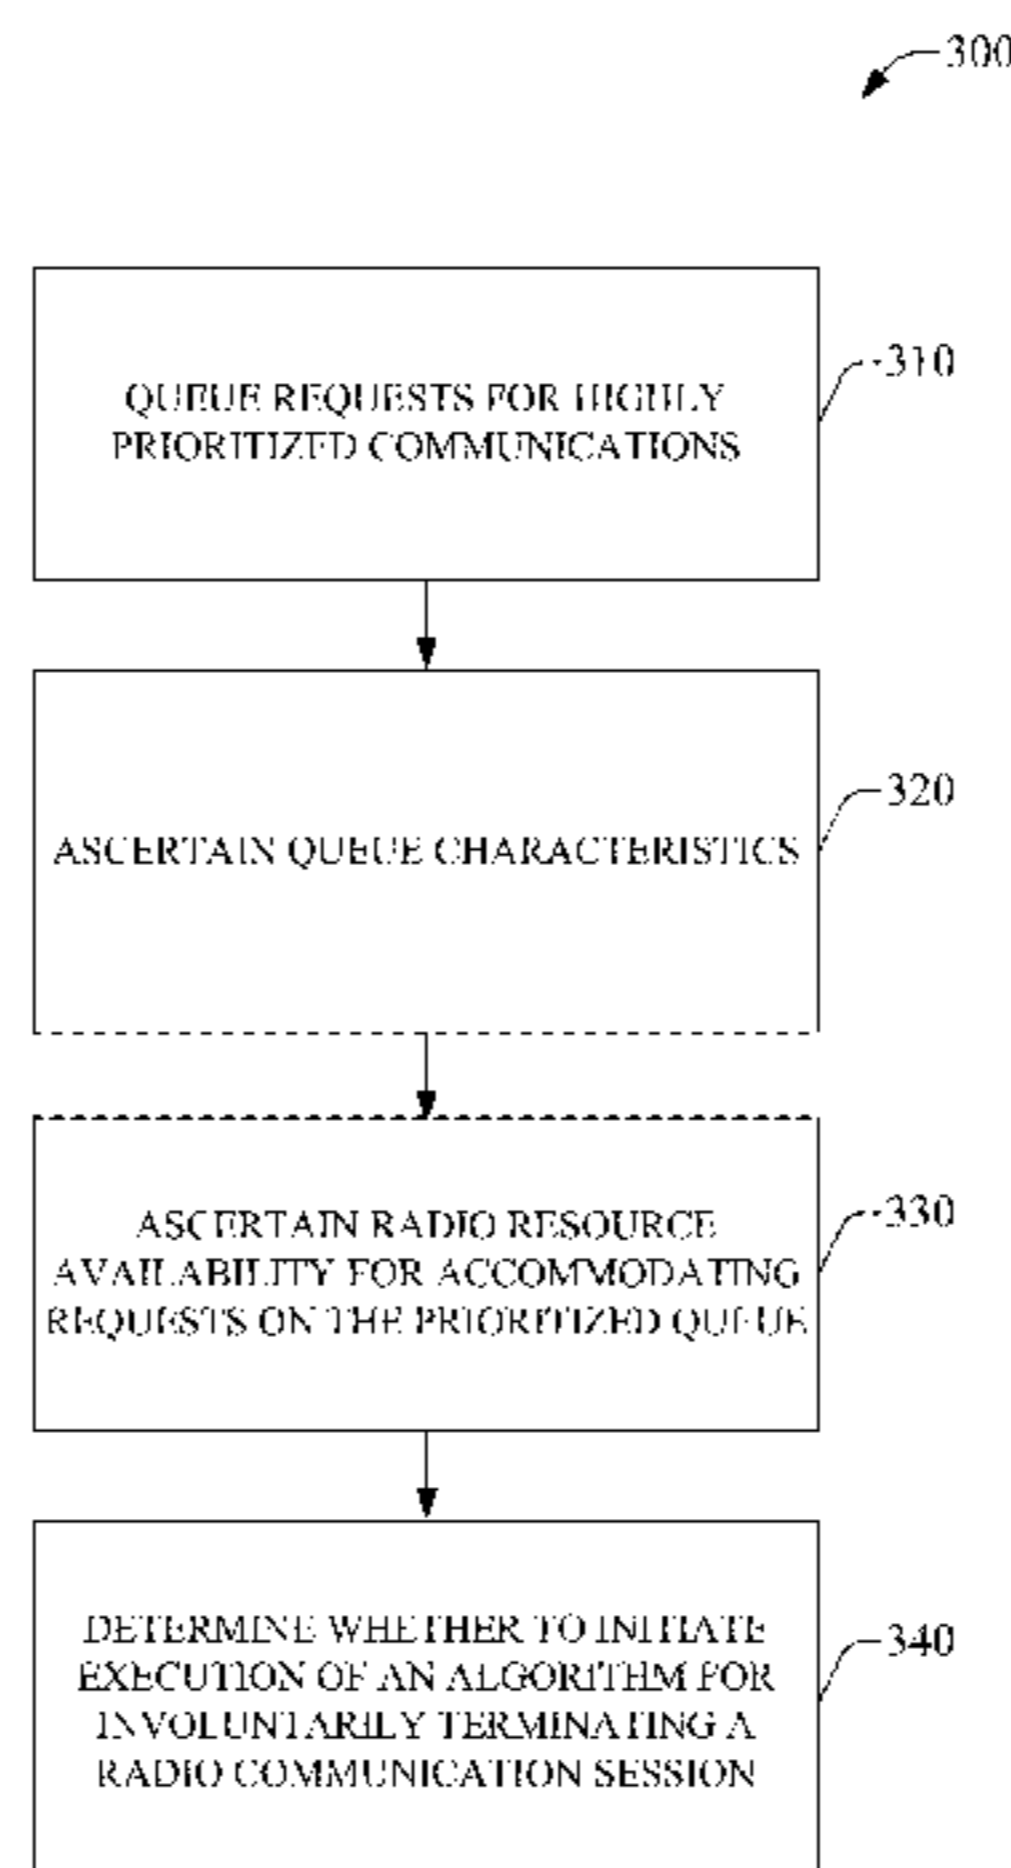 300
QUEUE REQUESTS FOR HIGHLY
PRIORITIZED COMMUNICATIONS
310
ASCERTAIN QUEUE CHARACTERISTICS
320
ASCERTAIN RADIO RESOURCE
AVAILABILITY FOR ACCOMMODATING
REQUESTS ON THE PRIORITIZED QUEUE
330
DETERMINE WHETHER TO INITIATE
EXECUTION OF AN ALGORITHM FOR
INVOLUNTARILY TERMINATING A
RADIO COMMUNICATION SESSION
340